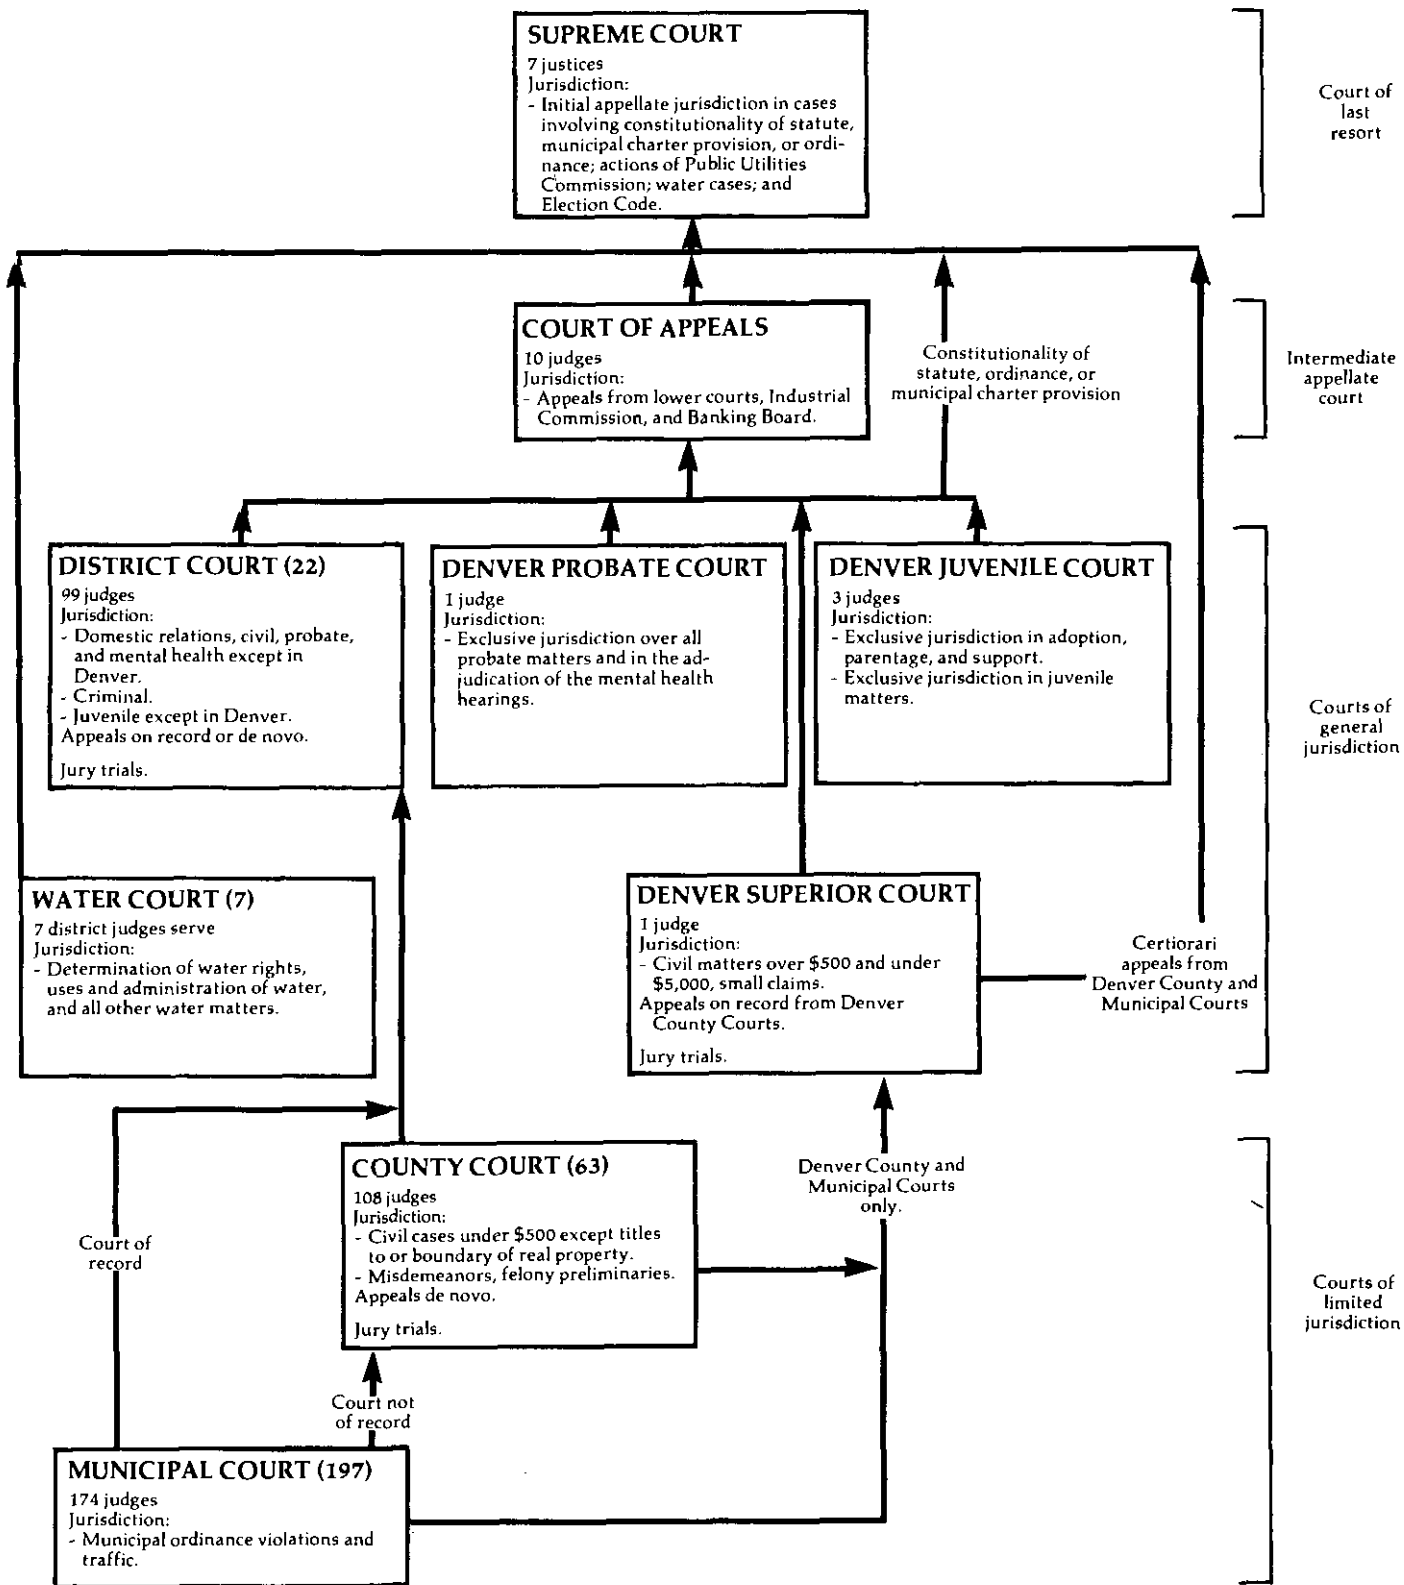 SUPREME COURT
7 justices
Jurisdiction:
- Initial appellate jurisdiction in cases
involving constitutionality of statute,
municipal charter provision, or ordi-
nance; actions of Public Utilities
Commission; water cases; and
Election Code.
Court of
last
resort
COURT OF APPEALS
10 judges
Jurisdiction:
- Appeals from lower courts, Industrial
Commission, and Banking Board.
Constitutionality of
statute, ordinance, or
municipal charter provision
Intermediate
appellate
court
DISTRICT COURT (22)
99 judges
Jurisdiction:
- Domestic relations, civil, probate,
and mental health except in
Denver.
- Criminal.
- Juvenile except in Denver.
Appeals on record or de novo.
Jury trials.
DENVER PROBATE COURT
1 judge
Jurisdiction:
- Exclusive jurisdiction over all
probate matters and in the ad-
judication of the mental health
hearings.
DENVER JUVENILE COURT
3 judges
Jurisdiction:
- Exclusive jurisdiction in adoption,
parentage, and support.
- Exclusive jurisdiction in juvenile
matters.
Courts of
general
jurisdiction
WATER COURT (7)
7 district judges serve
Jurisdiction:
- Determination of water rights,
uses and administration of water,
and all other water matters.
DENVER SUPERIOR COURT
1 judge
Jurisdiction:
- Civil matters over $500 and under
$5,000, small claims.
Appeals on record from Denver
County Courts.
Jury trials.
Certiorari
appeals from
Denver County and
Municipal Courts
COUNTY COURT (63)
108 judges
Jurisdiction:
- Civil cases under $500 except titles
to or boundary of real property.
- Misdemeanors, felony preliminaries.
Appeals de novo.
Jury trials.
Denver County and
Municipal Courts
only.
Court of
record
Courts of
limited
jurisdiction
Court not
of record
MUNICIPAL COURT (197)
174 judges
Jurisdiction:
- Municipal ordinance violations and
traffic.